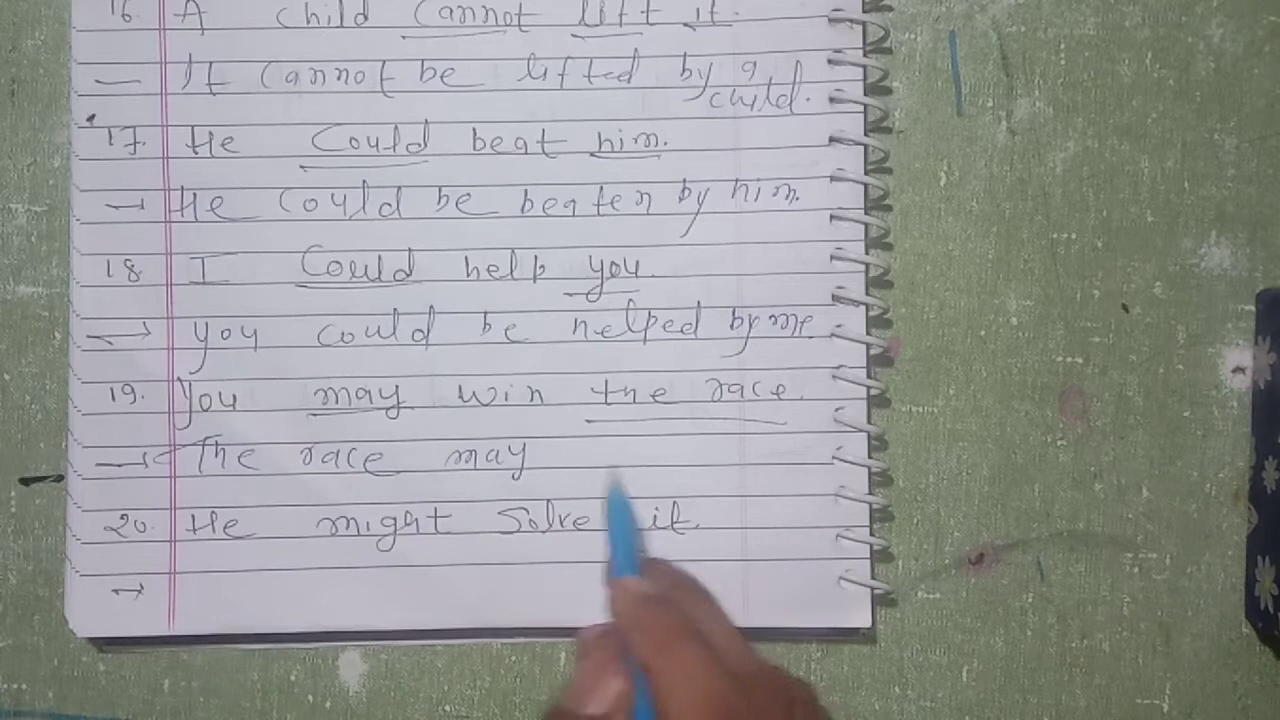 16. A child cannot lift it.
— It cannot be lifted by a child.
17. He could beat him.
→ He could be beaten by him.
18. I could help you.
→ you could be helped by me
19. You may win the race.
→ The race may
20. He might solve it.
→